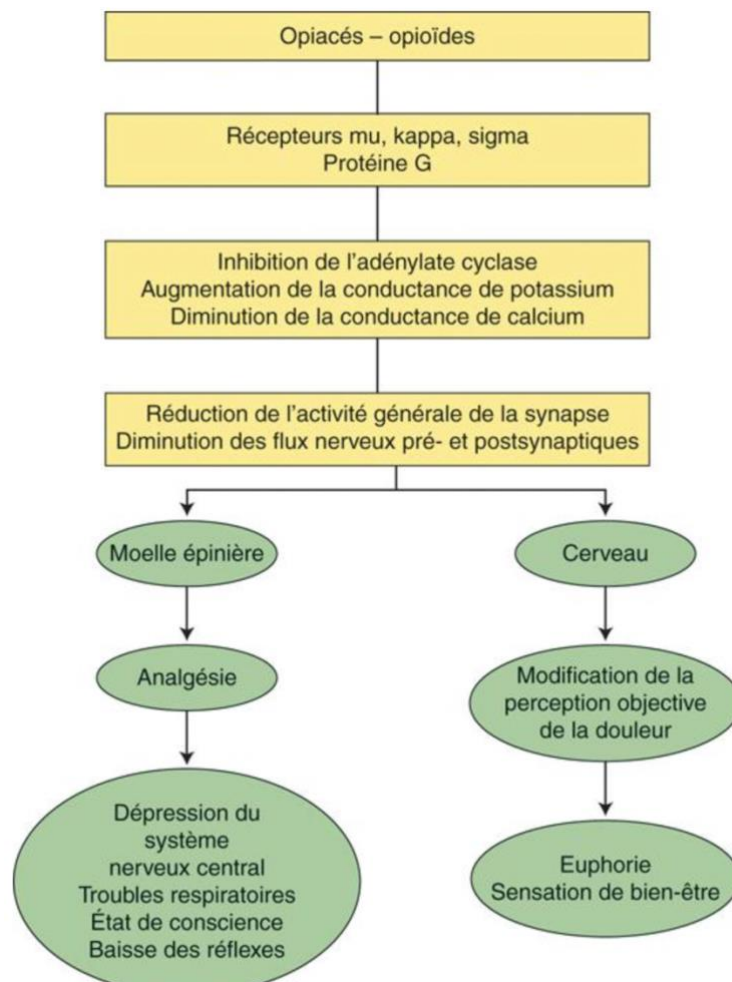 Opiacés – opioïdes
Récepteurs mu, kappa, sigma
Protéine G
Inhibition de l'adénylate cyclase
Augmentation de la conductance de potassium
Diminution de la conductance de calcium
Réduction de l'activité générale de la synapse
Diminution des flux nerveux pré- et postsynaptiques
Moelle épinière
Cerveau
Analgésie
Modification de la
perception objective
de la douleur
Dépression du
système
nerveux central
Troubles respiratoires
État de conscience
Baisse des réflexes
Euphorie
Sensation de bien-être